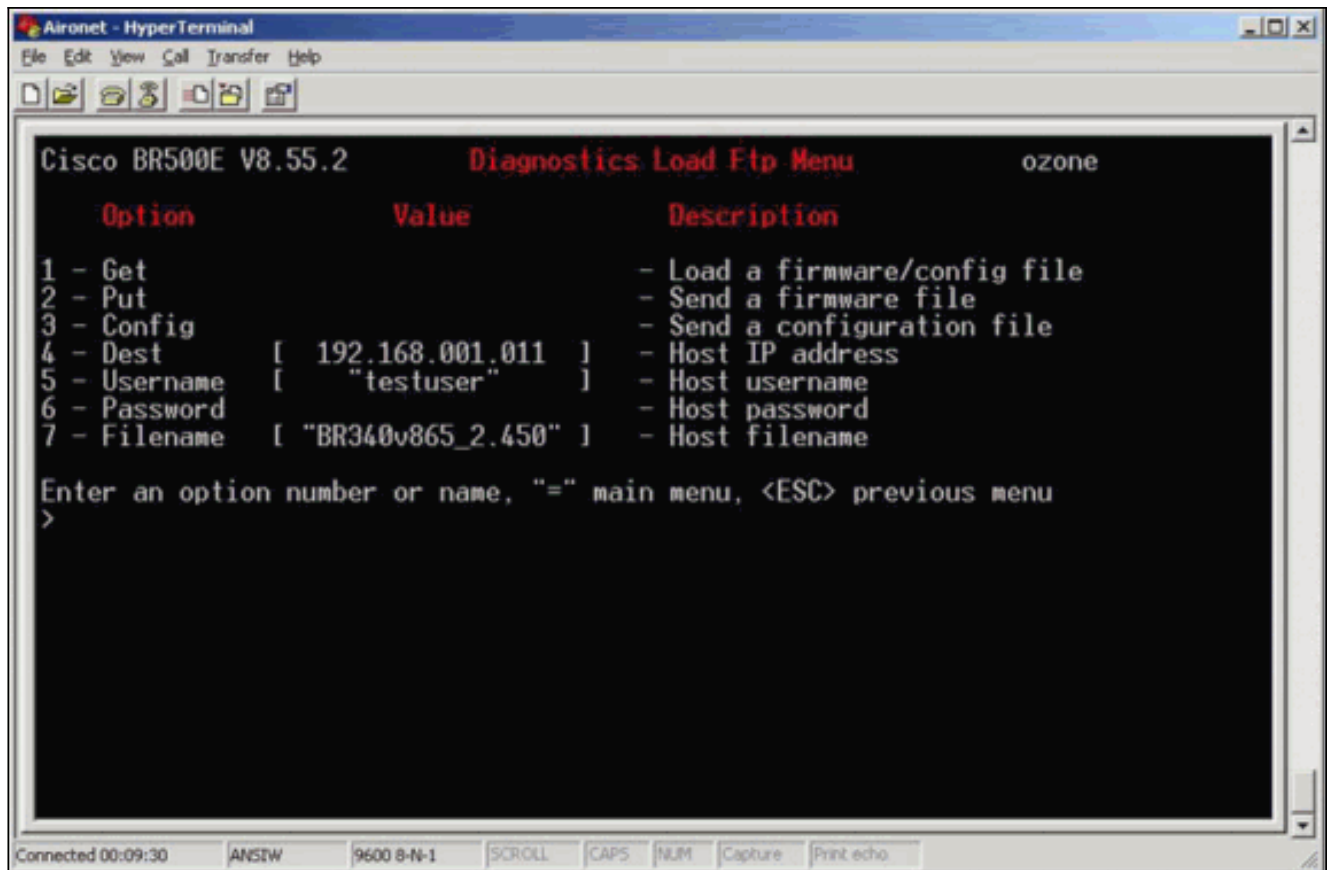 Aironet - HyperTerminal
File Edit View Call Transfer Help
Cisco BR500E V8.55.2 Diagnostics Load Ftp Menu ozone
Option Value Description
1 - Get - Load a firmware/config file
2 - Put - Send a firmware file
3 - Config - Send a configuration file
4 - Dest [ 192.168.001.011 ] - Host IP address
5 - Username [ "testuser" ] - Host username
6 - Password - Host password
7 - Filename [ "BR340v865_2.450" ] - Host filename
Enter an option number or name, "=" main menu, <ESC> previous menu
>
Connected 00:09:30 ANSIW 9600 8-N-1 SCROLL CAPS NUM Capture Print echo